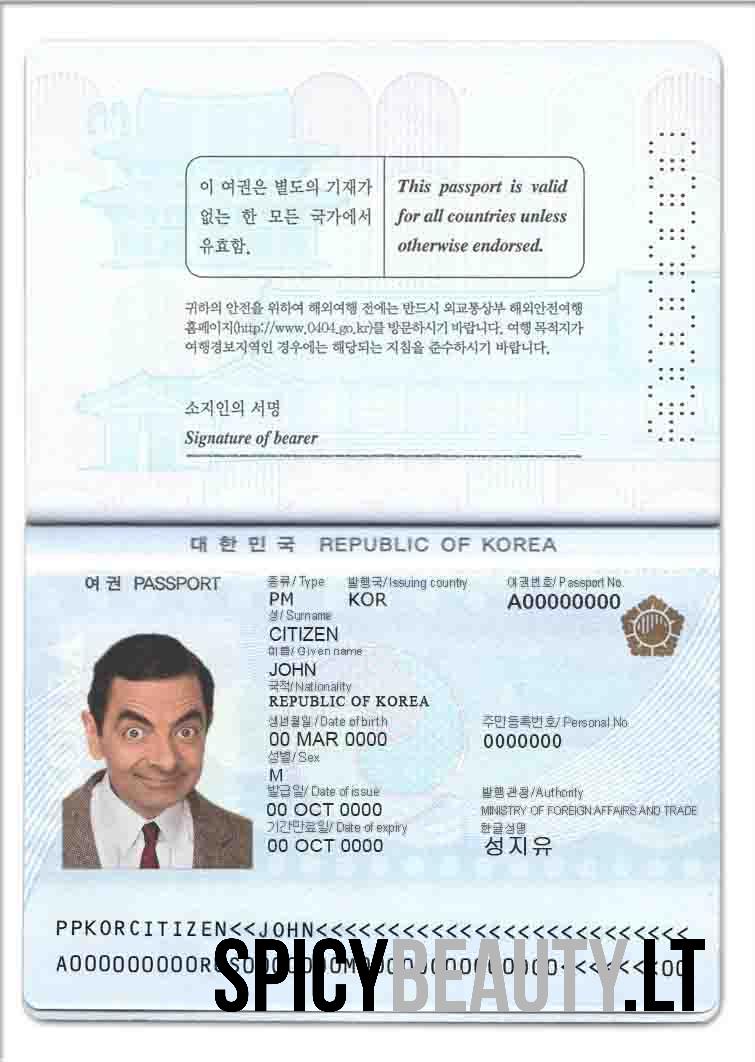 이 여권은 별도의 기재가
없는 한 모든 국가에서
유효함.
This passport is valid
for all countries unless
otherwise endorsed.
귀하의 안전을 위하여 해외여행 전에는 반드시 외교통상부 해외안전여행
홈페이지(http://www.0404.go.kr)를 방문하시기 바랍니다. 여행 목적지가
여행경보지역인 경우에는 해당되는 지침을 준수하시기 바랍니다.
소지인의 서명
Signature of bearer
대한민국 REPUBLIC OF KOREA
여권 PASSPORT
종류/Type 발행국/Issuing country 여권번호/Passport No.
PM KOR A00000000
성/Surname
CITIZEN
이름/Given name
JOHN
국적/Nationality
REPUBLIC OF KOREA
생년월일/Date of birth 주민등록번호/Personal No.
00 MAR 0000 0000000
성별/Sex
M
발급일/Date of issue 발행관청/Authority
00 OCT 0000 MINISTRY OF FOREIGN AFFAIRS AND TRADE
기간만료일/Date of expiry 한글성명
00 OCT 0000 성지유
PPKORCITIZEN<<JOHN<<<<<<<<<<<<<<<<<<<<<<<<<<
SPICYBEAUTY.LT